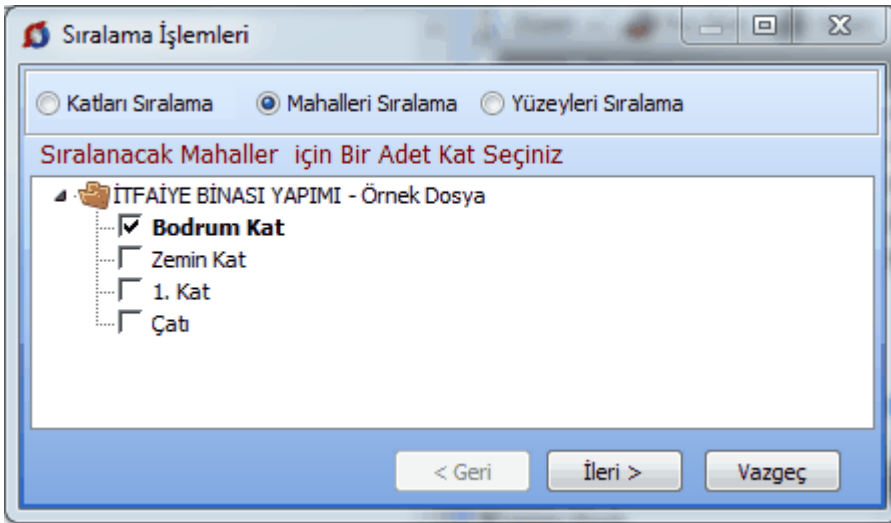 Sıralama İşlemleri
Katları Sıralama Mahalleri Sıralama Yüzeyleri Sıralama
Sıralanacak Mahaller için Bir Adet Kat Seçiniz
İTFAİYE BİNASI YAPIMI - Örnek Dosya
Bodrum Kat
Zemin Kat
1. Kat
Çatı
< Geri İleri > Vazgeç